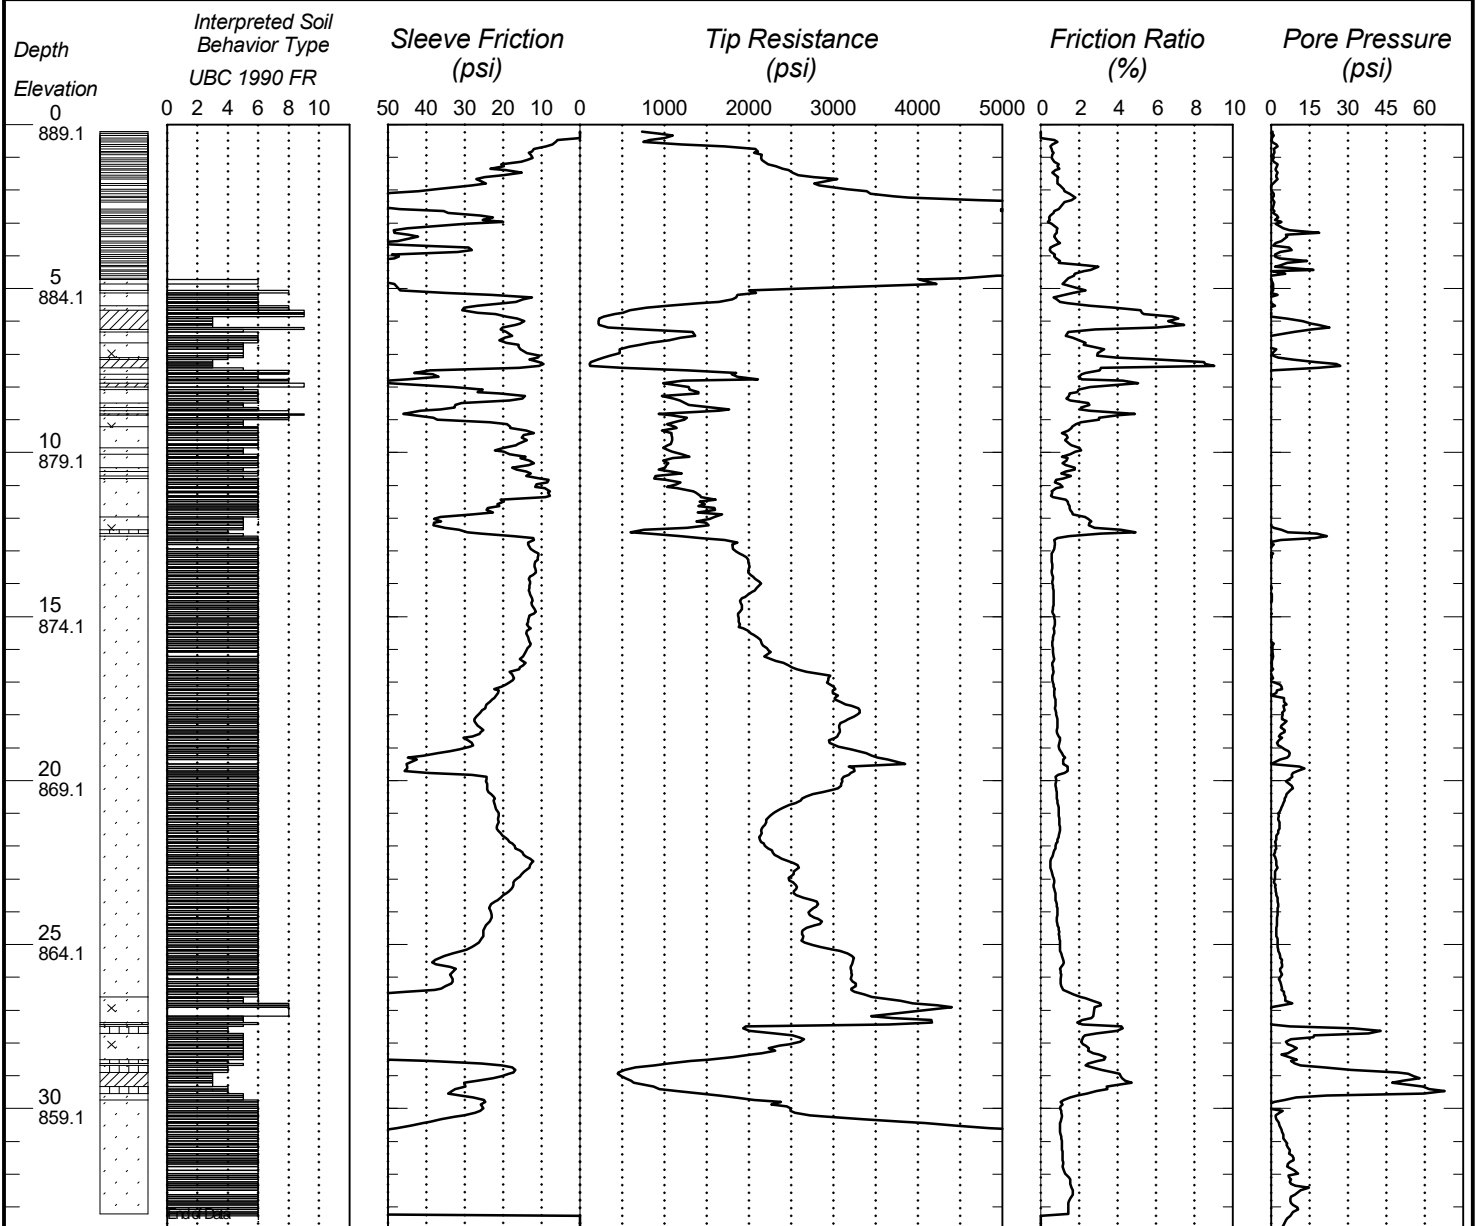 Interpreted Soil
Behavior Type
UBC 1990 FR
Depth
Elevation
Sleeve Friction
(psi)
Tip Resistance
(psi)
Friction Ratio
(%)
Pore Pressure
(psi)
0 2 4 6 8 10
50 40 30 20 10 0
1000 2000 3000 4000 5000
0 2 4 6 8 10
0 15 30 45 60
0
889.1
5
884.1
10
879.1
15
874.1
20
869.1
25
864.1
30
859.1
End of Data